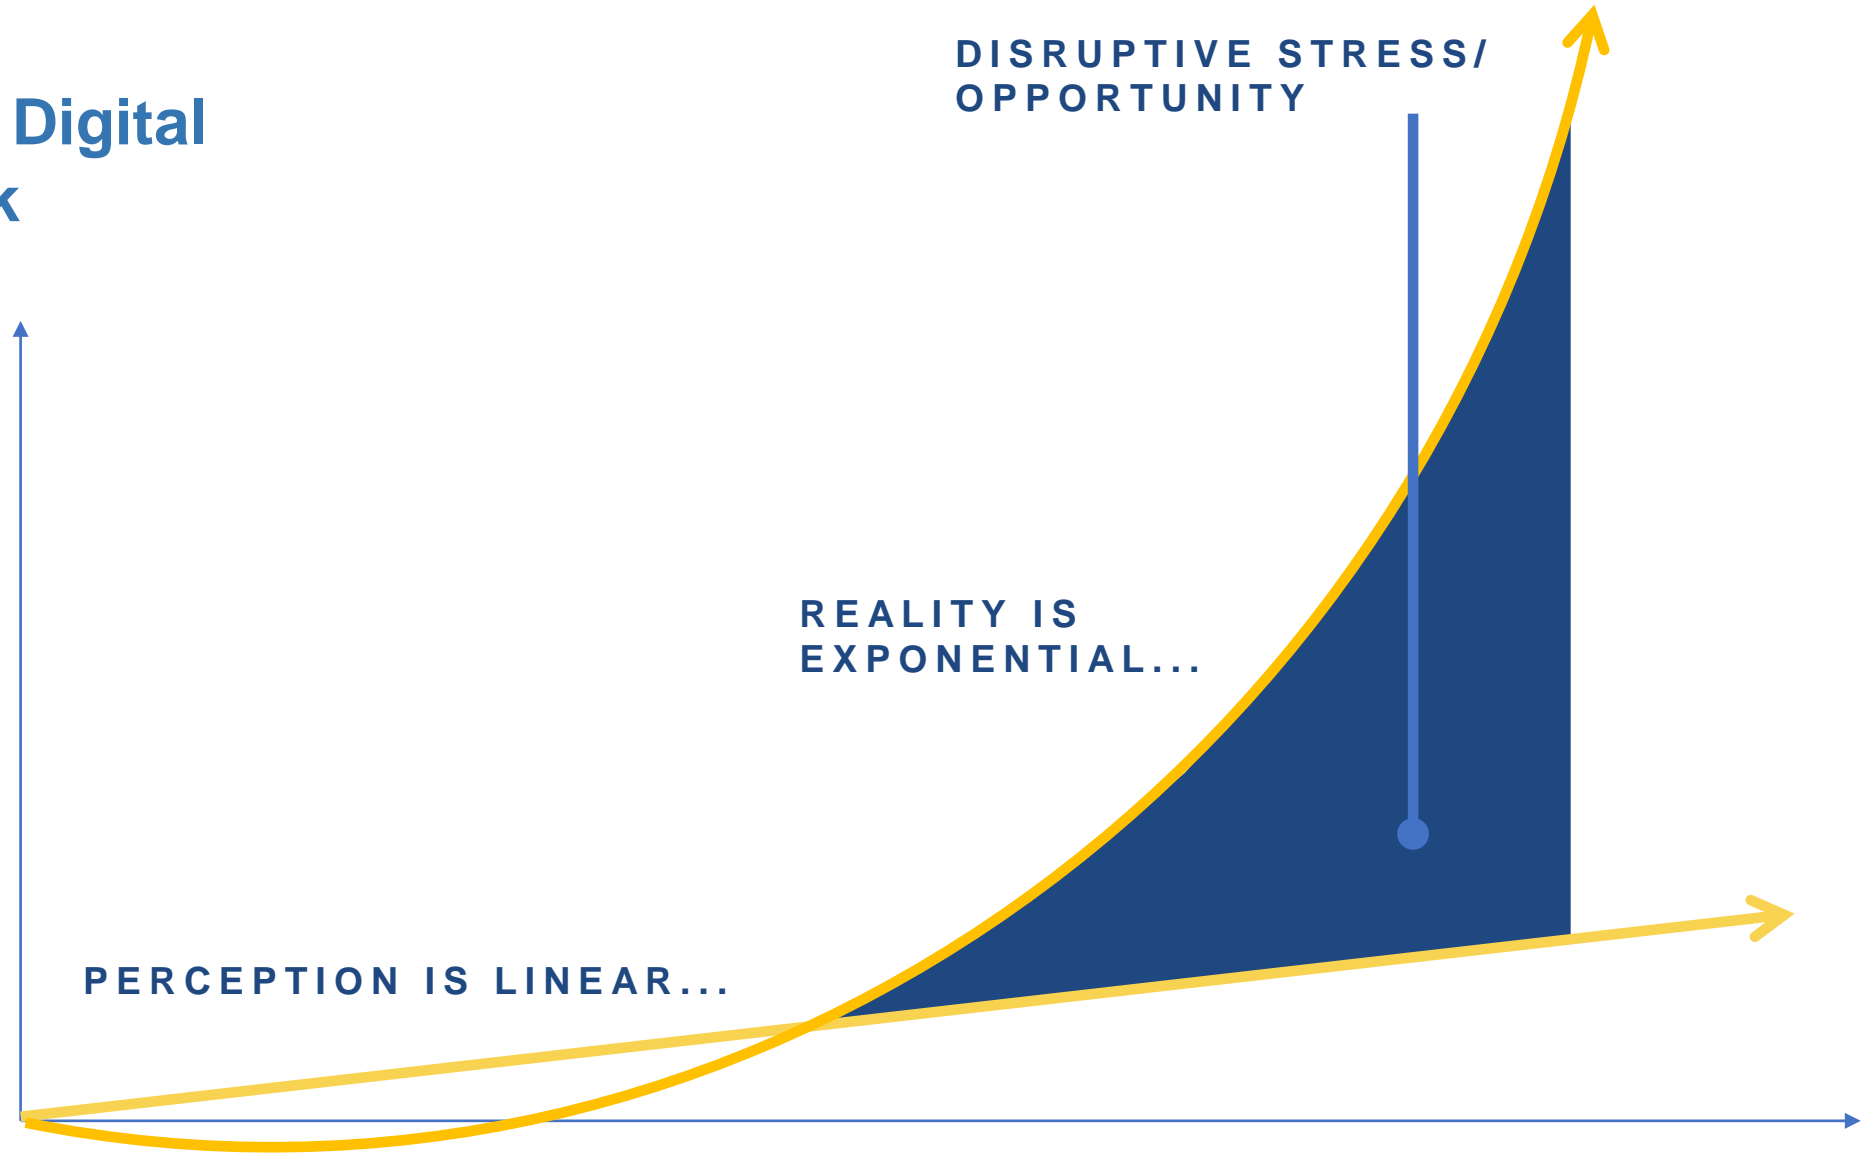 DISRUPTIVE STRESS/
OPPORTUNITY
Digital
k
REALITY IS
EXPONENTIAL...
PERCEPTION IS LINEAR...